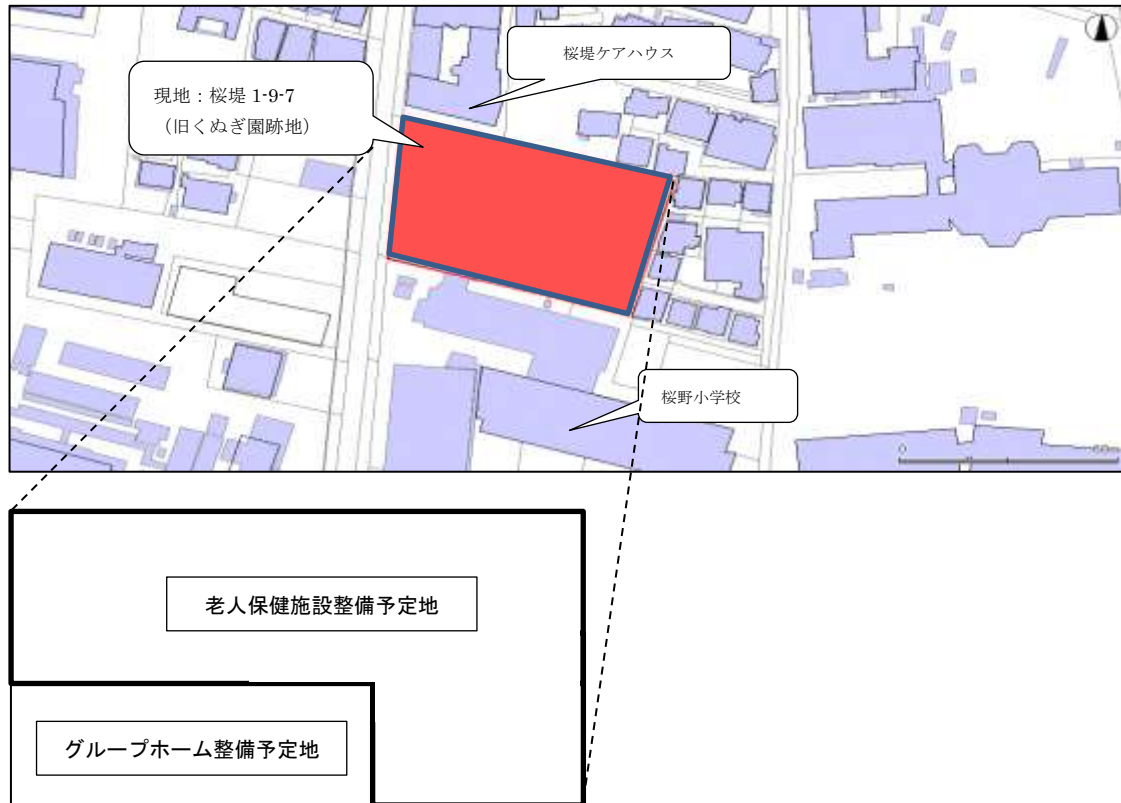 桜堤ケアハウス
現地：桜堤 1-9-7
（旧くぬぎ園跡地）
桜野小学校
0
老人保健施設整備予定地
グループホーム整備予定地